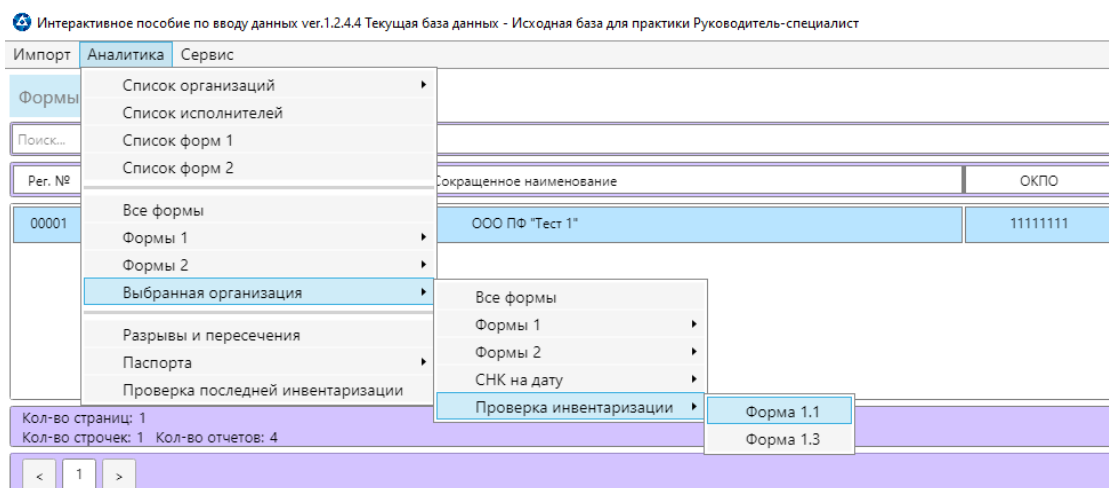 Интерактивное пособие по вводу данных ver.1.2.4.4 Текущая база данных - Исходная база для практики Руководитель-специалист
Импорт Аналитика Сервис
Формы
Поиск...
Рег. № Сокращенное наименование ОКПО
00001 ООО ПФ "Тест 1" 11111111
Список организаций
Список исполнителей
Список форм 1
Список форм 2
Все формы
Формы 1
Формы 2
Выбранная организация
Разрывы и пересечения
Паспорта
Проверка последней инвентаризации
Все формы
Формы 1
Формы 2
СНК на дату
Проверка инвентаризации
Форма 1.1
Форма 1.3
Кол-во страниц: 1
Кол-во строчек: 1 Кол-во отчетов: 4
< 1 >